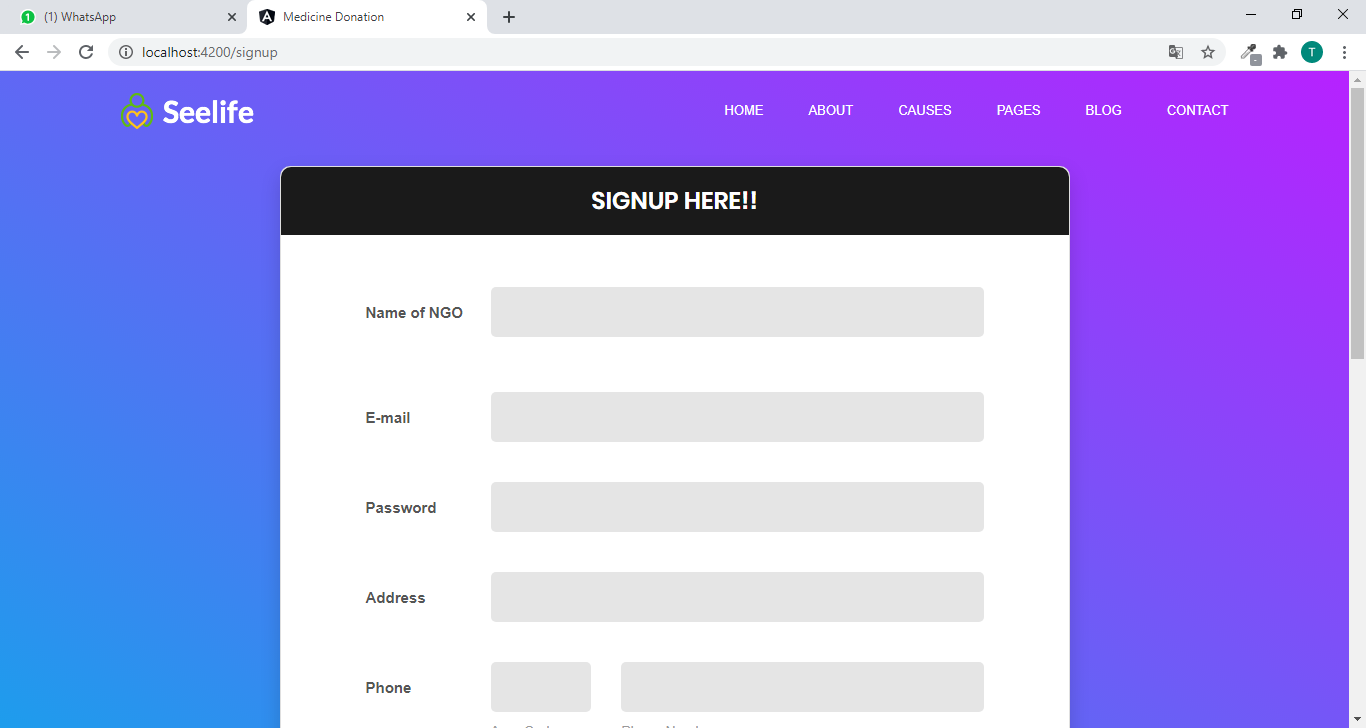 1 (1) WhatsApp
Medicine Donation
localhost:4200/signup
T
Seelife
HOME ABOUT CAUSES PAGES BLOG CONTACT
SIGNUP HERE!!
Name of NGO
E-mail
Password
Address
Phone